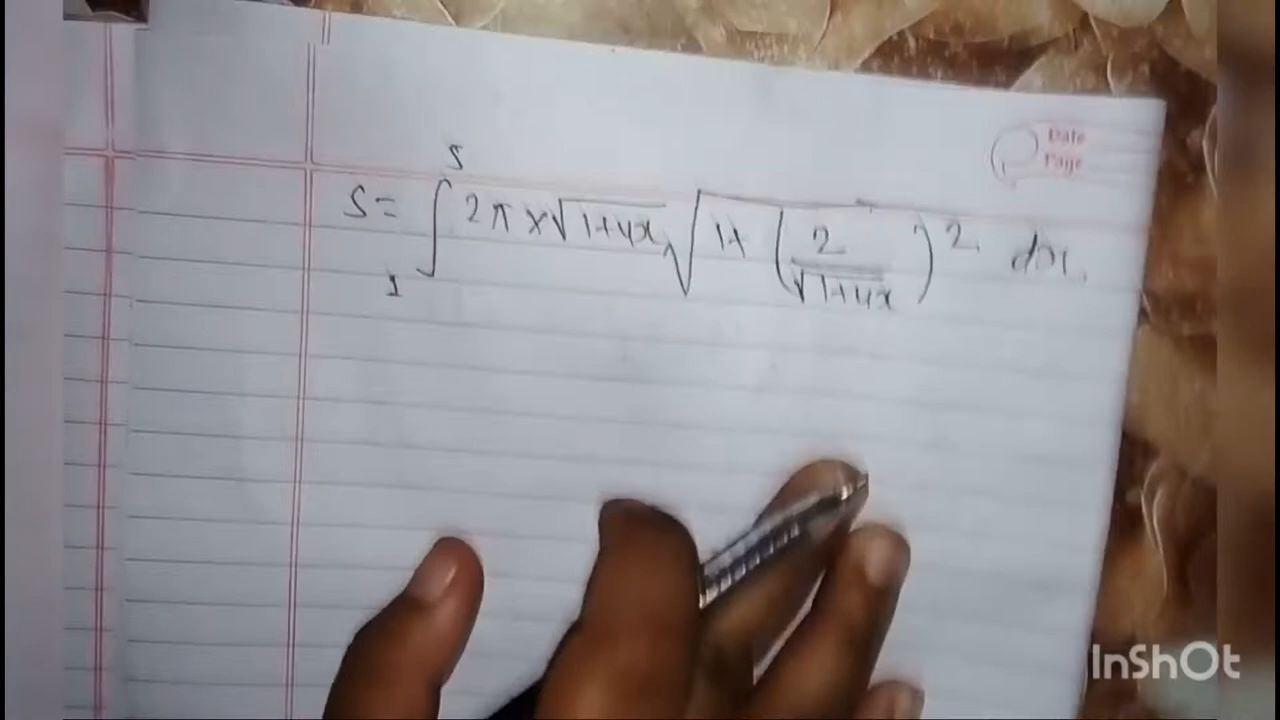 Date
Page
S = ∫₁⁵ 2π × √(1+4x) √(1 + (2/√(1+4x))²) dx.
InShOt